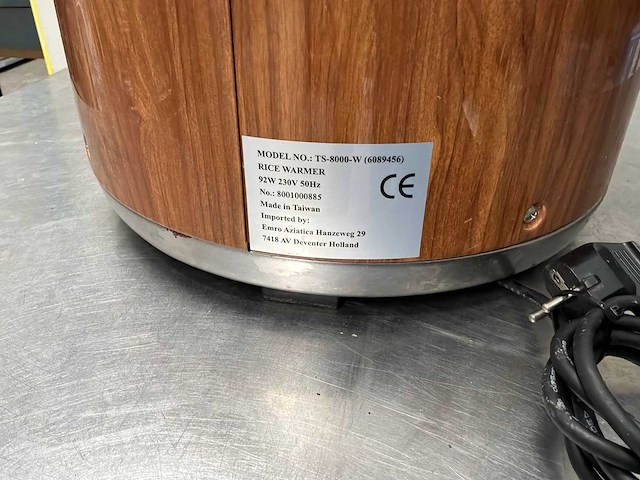 MODEL NO.: TS-8000-W (6089456)
RICE WARMER
92W 230V 50Hz
No.: 8001000885
Made in Taiwan
Imported by:
Emro Aziatica Hanzeweg 29
7418 AV Deventer Holland
CE